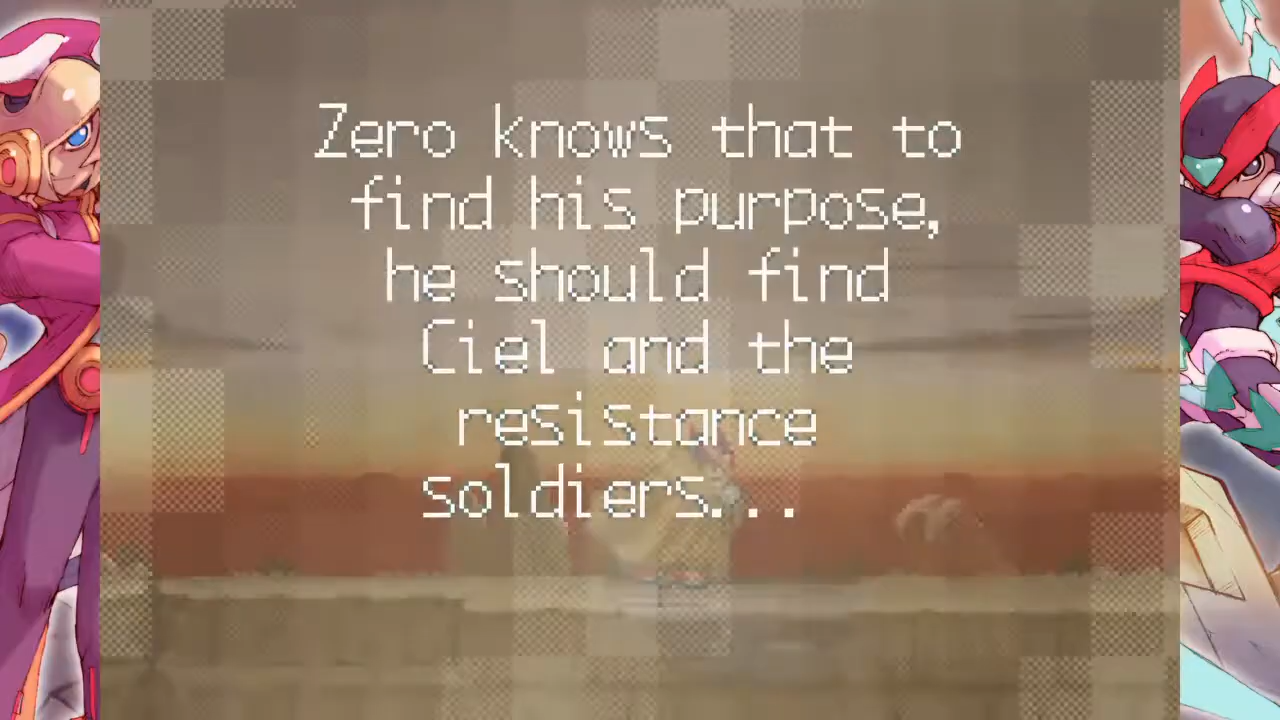 Zero knows that to
find his purpose,
he should find
Ciel and the
resistance
soldiers...